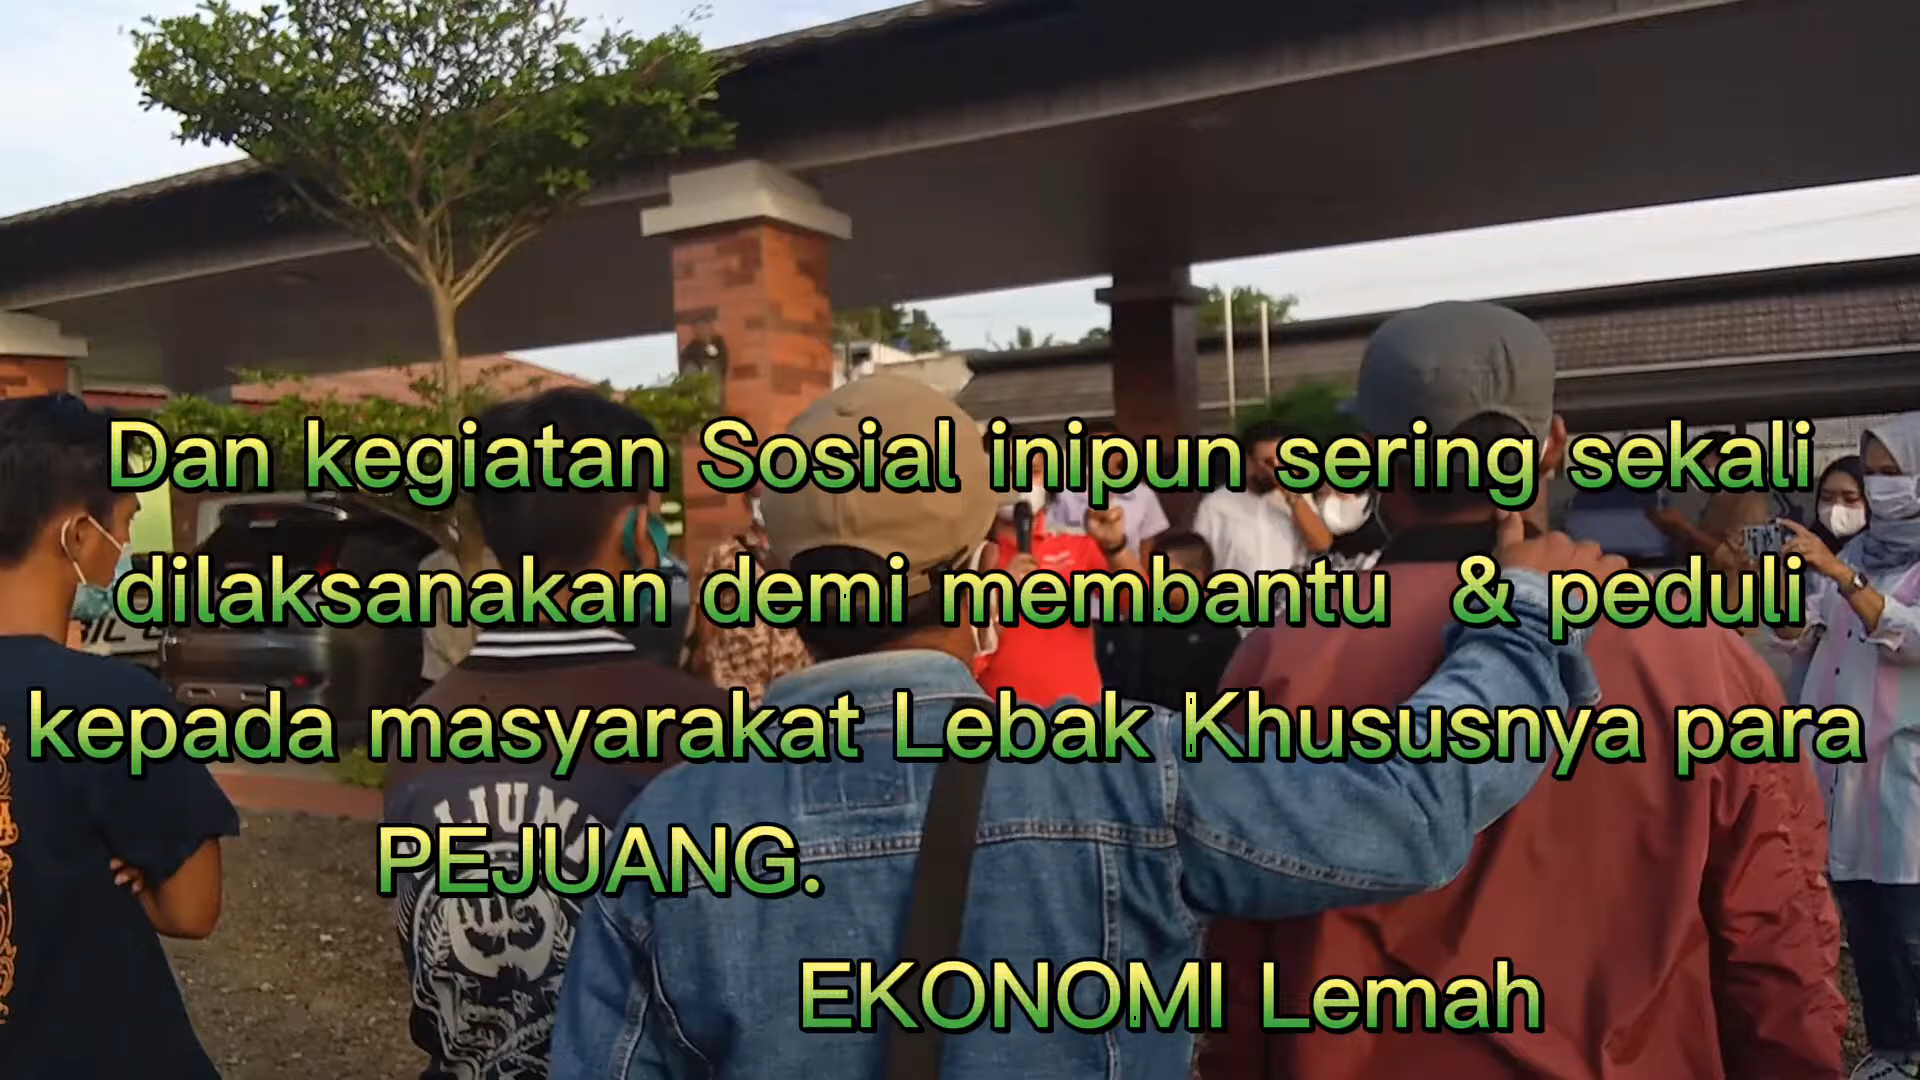 Dan kegiatan Sosial inipun sering sekali
dilaksanakan demi membantu & peduli
kepada masyarakat Lebak Khususnya para
PEJUANG.
EKONOMI Lemah